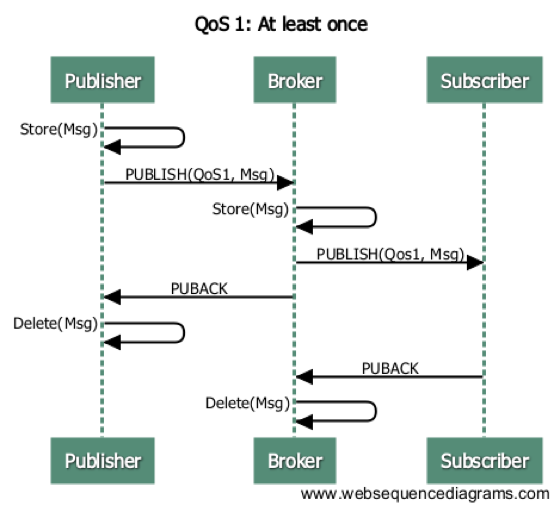 QoS 1: At least once
Publisher Broker Subscriber
Store(Msg)
PUBLISH(QoS1, Msg)
Store(Msg)
PUBLISH(Qos1, Msg)
PUBACK
Delete(Msg)
PUBACK
Delete(Msg)
Publisher Broker Subscriber
www.websequencediagrams.com